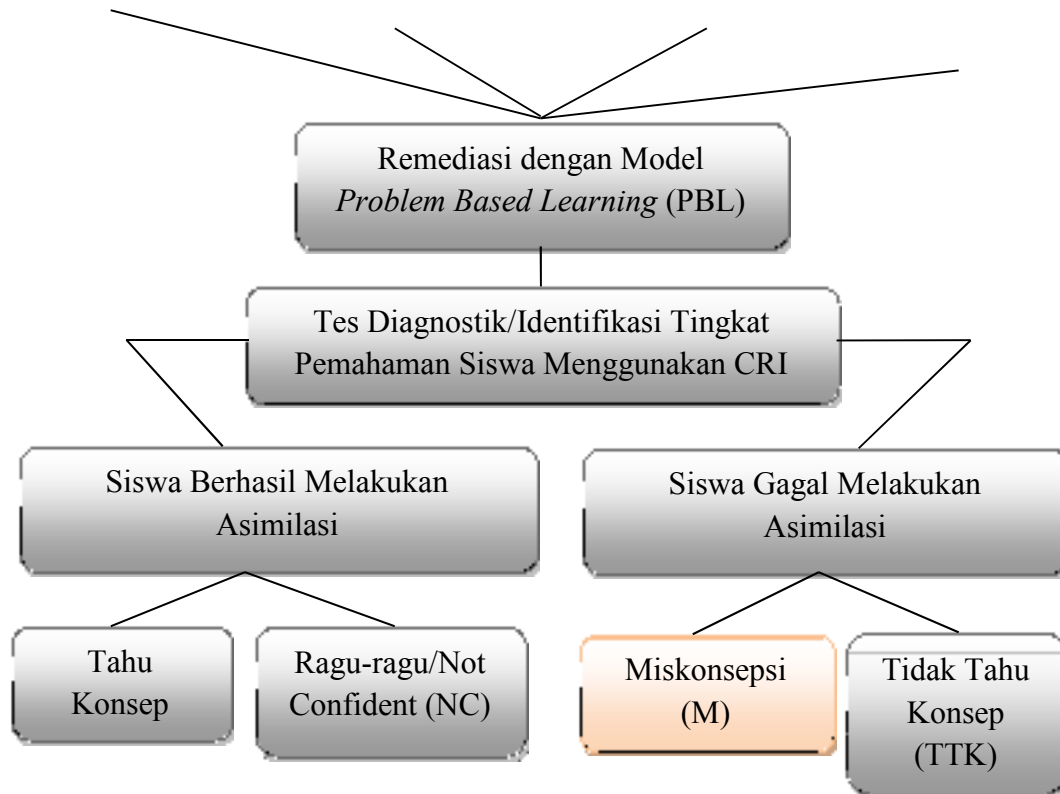 Remediasi dengan Model
Problem Based Learning (PBL)
Tes Diagnostik/Identifikasi Tingkat
Pemahaman Siswa Menggunakan CRI
Siswa Berhasil Melakukan
Asimilasi
Siswa Gagal Melakukan
Asimilasi
Tahu
Konsep
Ragu-ragu/Not
Confident (NC)
Miskonsepsi
(M)
Tidak Tahu
Konsep
(TTK)